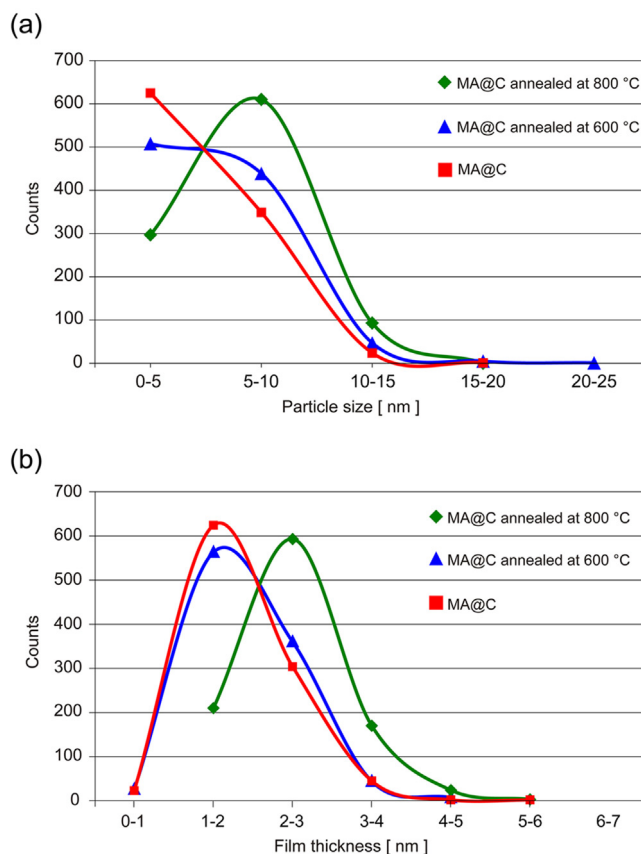 (a)
700
600
500
400
300
200
100
0
Counts
MA@C annealed at 800 °C
MA@C annealed at 600 °C
MA@C
0-5 5-10 10-15 15-20 20-25
Particle size [ nm ]
(b)
700
600
500
400
300
200
100
0
Counts
MA@C annealed at 800 °C
MA@C annealed at 600 °C
MA@C
0-1 1-2 2-3 3-4 4-5 5-6 6-7
Film thickness [ nm ]